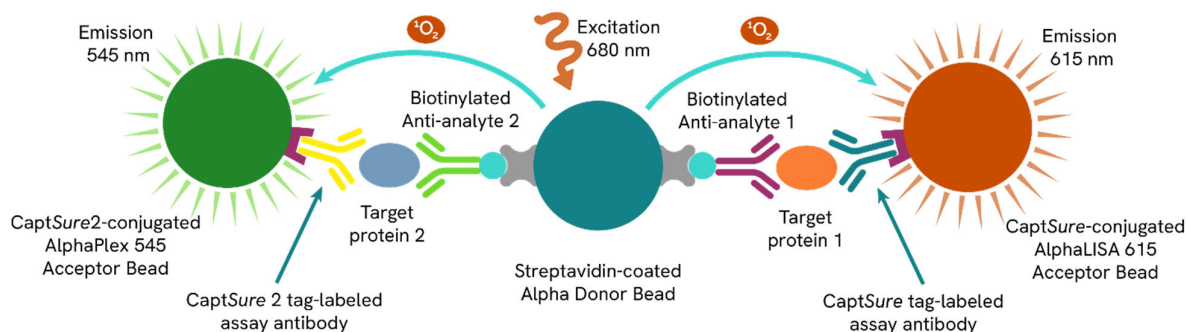 Emission
545 nm
¹O₂
Excitation
680 nm
¹O₂
Emission
615 nm
Biotinylated
Anti-analyte 2
Biotinylated
Anti-analyte 1
CaptSure2-conjugated
AlphaPlex 545
Acceptor Bead
Target
protein 2
Streptavidin-coated
Alpha Donor Bead
Target
protein 1
CaptSure-conjugated
AlphaLISA 615
Acceptor Bead
CaptSure 2 tag-labeled
assay antibody
CaptSure tag-labeled
assay antibody